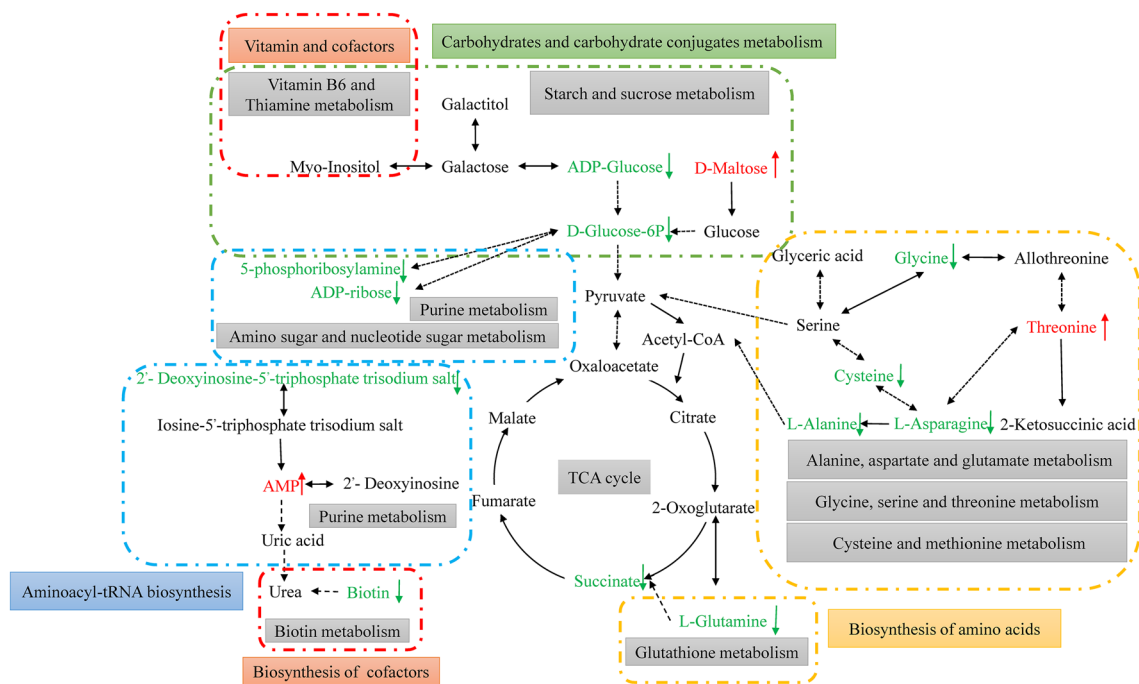 Vitamin and cofactors
Carbohydrates and carbohydrate conjugates metabolism
Vitamin B6 and
Thiamine metabolism
Starch and sucrose metabolism
Galactitol
Myo-Inositol
Galactose
ADP-Glucose
D-Maltose
D-Glucose-6P
Glucose
5-phosphoribosylamine
ADP-ribose
Purine metabolism
Amino sugar and nucleotide sugar metabolism
Pyruvate
Acetyl-CoA
Oxaloacetate
Glyceric acid
Glycine
Allothreonine
Serine
Threonine
Cysteine
L-Alanine
L-Asparagine
2-Ketosuccinic acid
Alanine, aspartate and glutamate metabolism
Glycine, serine and threonine metabolism
Cysteine and methionine metabolism
2'- Deoxyinosine-5'-triphosphate trisodium salt
Iosine-5'-triphosphate trisodium salt
AMP
2'- Deoxyinosine
Purine metabolism
Uric acid
Malate
Citrate
TCA cycle
Fumarate
2-Oxoglutarate
Succinate
Aminoacyl-tRNA biosynthesis
Urea
Biotin
Biotin metabolism
Biosynthesis of cofactors
L-Glutamine
Glutathione metabolism
Biosynthesis of amino acids